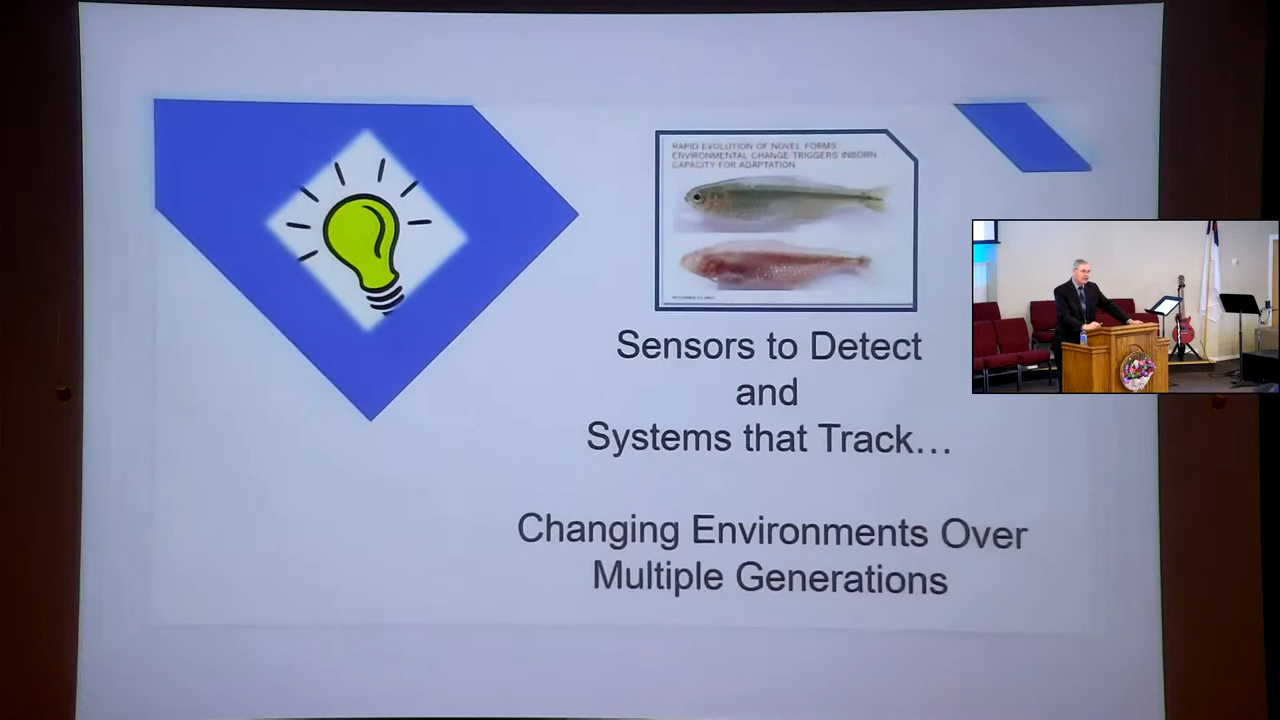 RAPID EVOLUTION OF NOVEL FORMS
ENVIRONMENTAL CHANGE TRIGGERS INBORN
CAPACITY FOR ADAPTATION
Sensors to Detect
and
Systems that Track…
Changing Environments Over
Multiple Generations